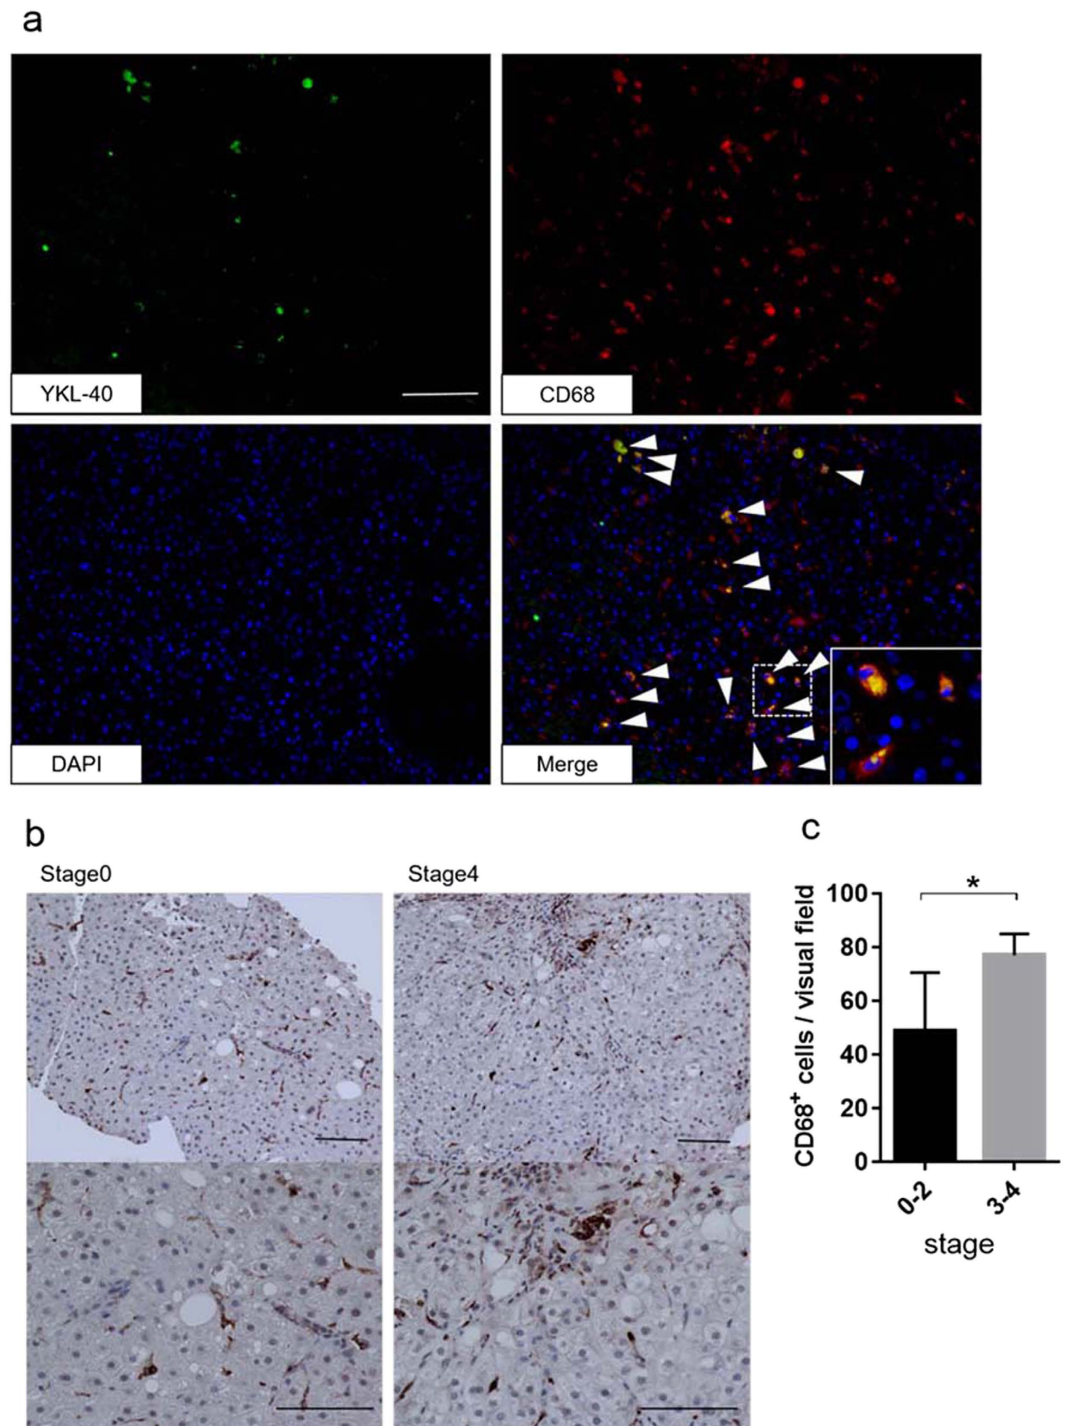 a
YKL-40
CD68
DAPI
Merge
b
Stage0
Stage4
c
*
CD68+ cells / visual field
100
80
60
40
20
0
0-2
3-4
stage